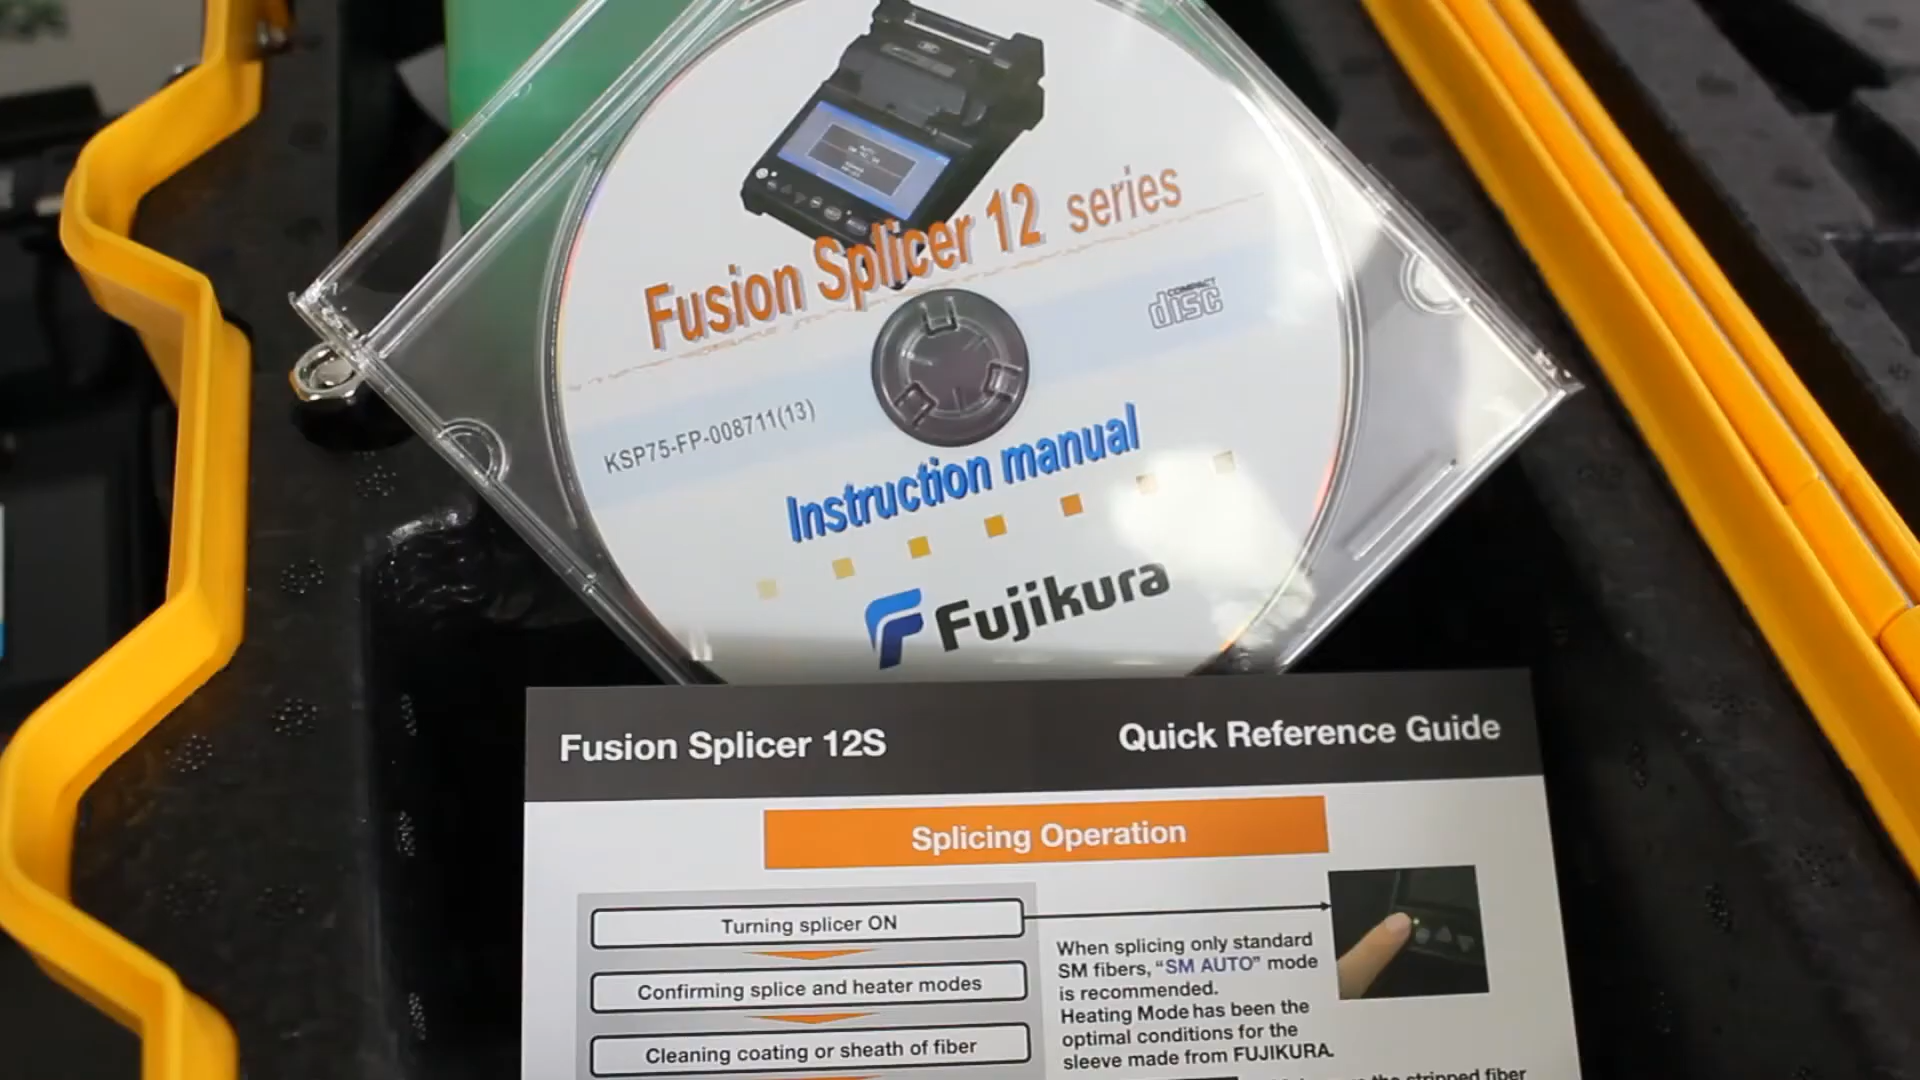 Fusion Splicer 12 series
COMPACT
disc
KSP75-FP-008711(13)
Instruction manual
Fujikura
Fusion Splicer 12S
Quick Reference Guide
Splicing Operation
Turning splicer ON
Confirming splice and heater modes
Cleaning coating or sheath of fiber
When splicing only standard
SM fibers, “SM AUTO” mode
is recommended.
Heating Mode has been the
optimal conditions for the
sleeve made from FUJIKURA.
the stripped fiber